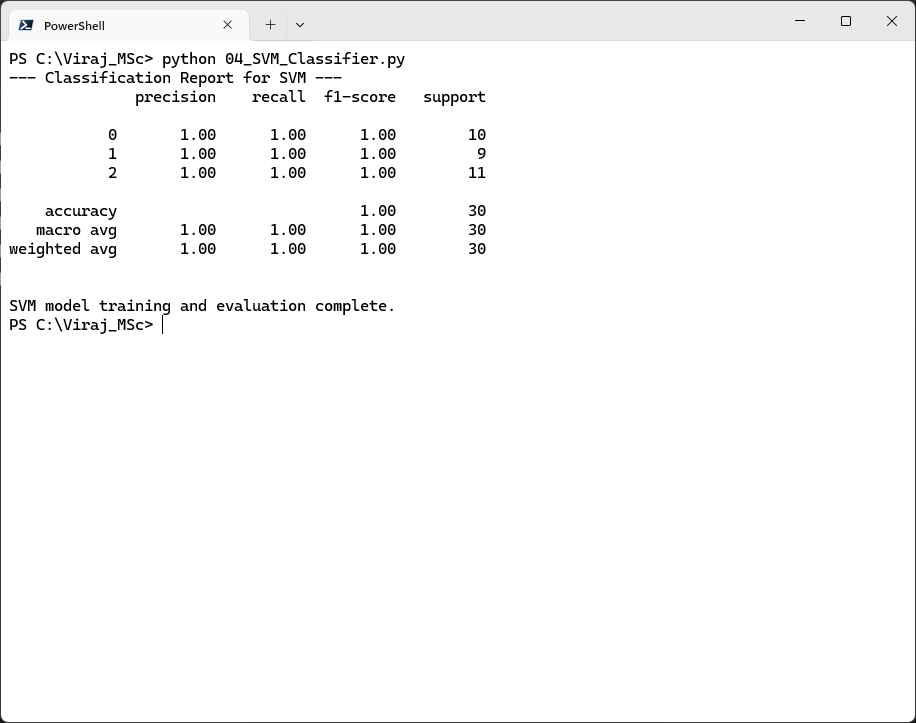 PowerShell
PS C:\Viraj_MSc> python 04_SVM_Classifier.py
--- Classification Report for SVM ---
              precision    recall  f1-score   support

           0       1.00      1.00      1.00        10
           1       1.00      1.00      1.00         9
           2       1.00      1.00      1.00        11

    accuracy                           1.00        30
   macro avg       1.00      1.00      1.00        30
weighted avg       1.00      1.00      1.00        30

SVM model training and evaluation complete.
PS C:\Viraj_MSc>